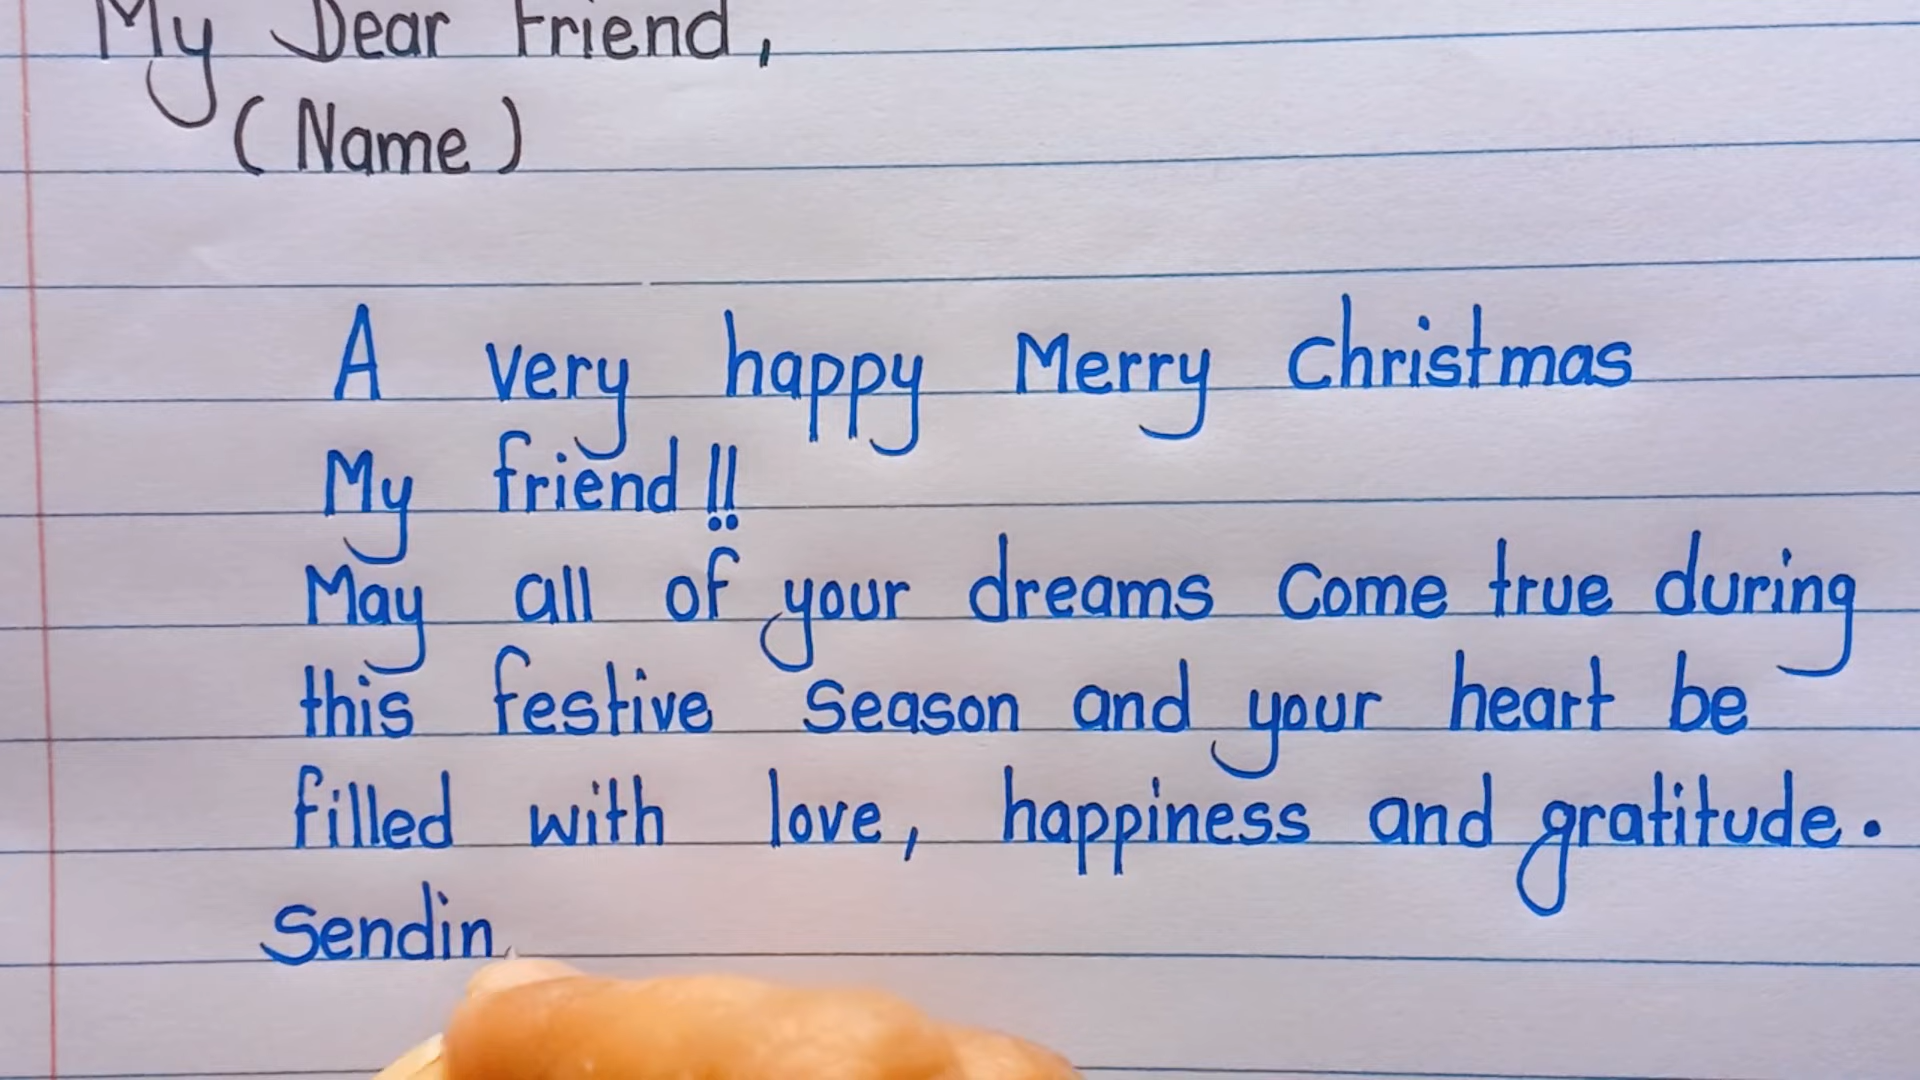 My Dear Friend,
(Name)
A very happy Merry Christmas
My friend!!
May all of your dreams Come true during
this festive season and your heart be
filled with love, happiness and gratitude.
Sendin